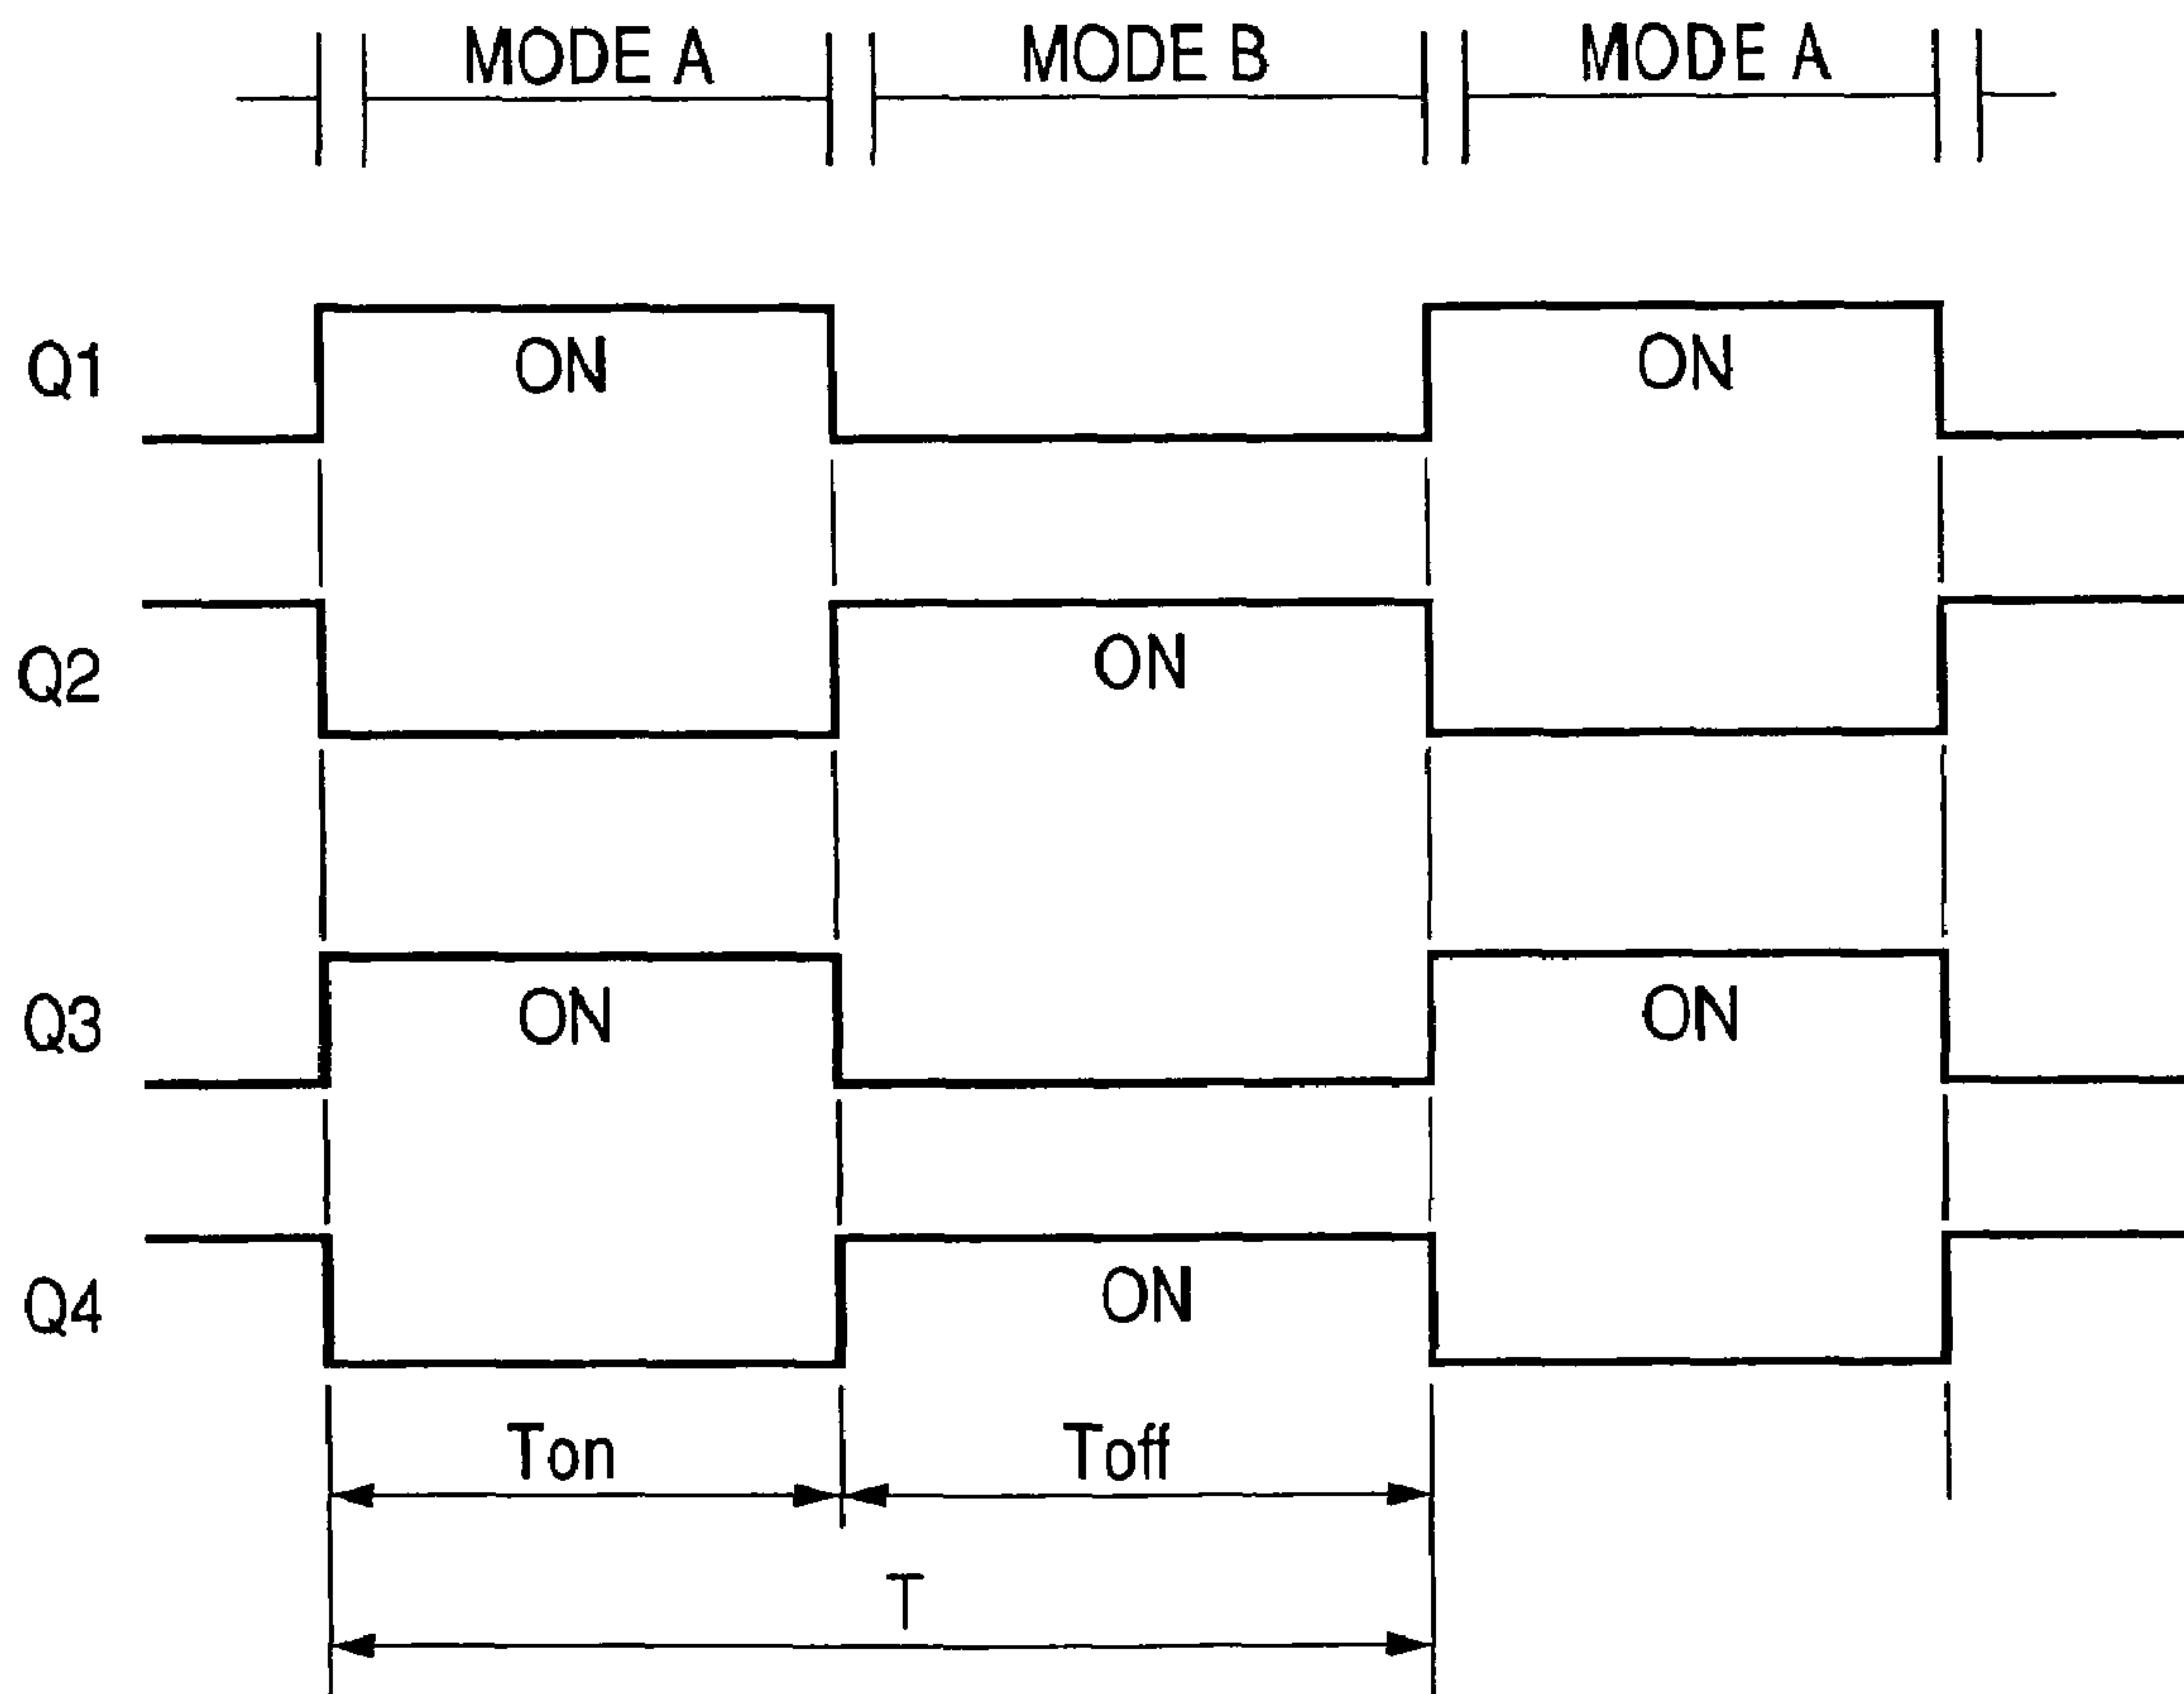 MODE A MODE B MODE A
Q1 ON ON
Q2 ON
Q3 ON ON
Q4 ON
Ton Toff
T